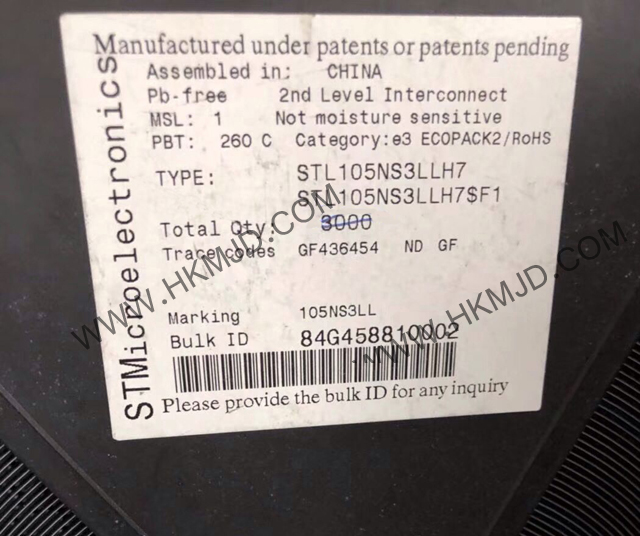 Manufactured under patents or patents pending
STMicroelectronics
Assembled in: CHINA
Pb-free 2nd Level Interconnect
MSL: 1 Not moisture sensitive
PBT: 260 C Category:e3 ECOPACK2/RoHS
TYPE: STL105NS3LLH7
STL105NS3LLH7$F1
Total Qty: 3000
Trace codes GF436454 ND GF
Marking 105NS3LL
Bulk ID 84G458810002
Please provide the bulk ID for any inquiry
WWW.HKMJD.COM
WWW.HKMJD.COM